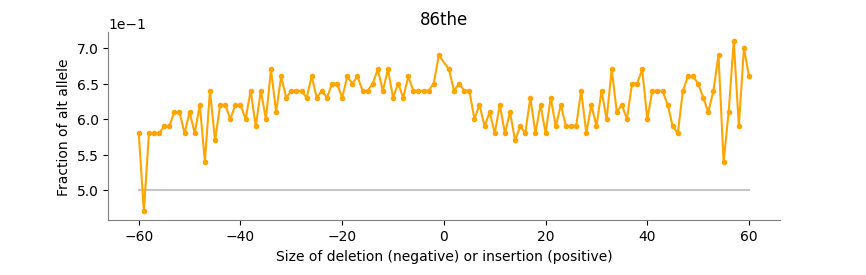 86the
1e−1
7.0
6.5
6.0
5.5
5.0
Fraction of alt allele
−60 −40 −20 0 20 40 60
Size of deletion (negative) or insertion (positive)